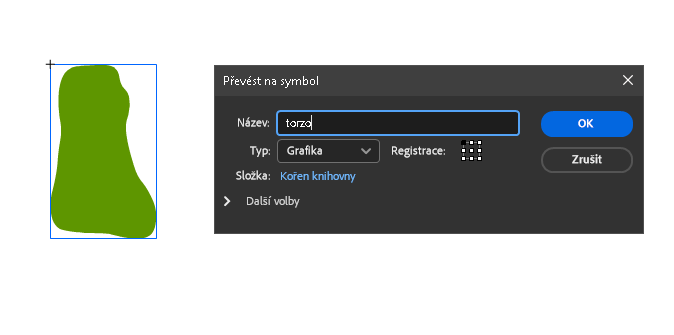 Převést na symbol
Název: torzo
OK
Typ: Grafika Registrace:
Zrušit
Složka: Kořen knihovny
Další volby